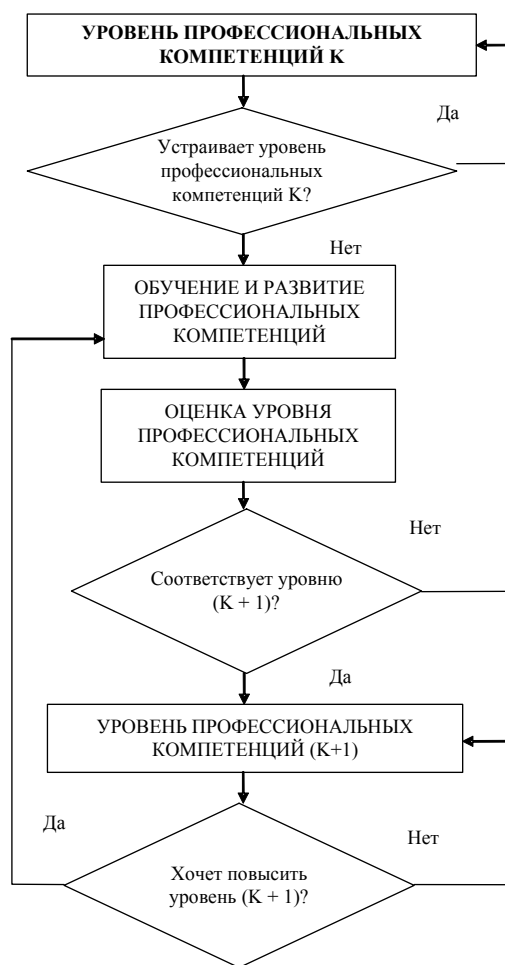 УРОВЕНЬ ПРОФЕССИОНАЛЬНЫХ
КОМПЕТЕНЦИЙ K
Да
Устраивает уровень
профессиональных
компетенций K?
Нет
ОБУЧЕНИЕ И РАЗВИТИЕ
ПРОФЕССИОНАЛЬНЫХ
КОМПЕТЕНЦИЙ
ОЦЕНКА УРОВНЯ
ПРОФЕССИОНАЛЬНЫХ
КОМПЕТЕНЦИЙ
Нет
Соответствует уровню
(K + 1)?
Да
УРОВЕНЬ ПРОФЕССИОНАЛЬНЫХ
КОМПЕТЕНЦИЙ (K+1)
Да
Нет
Хочет повысить
уровень (K + 1)?